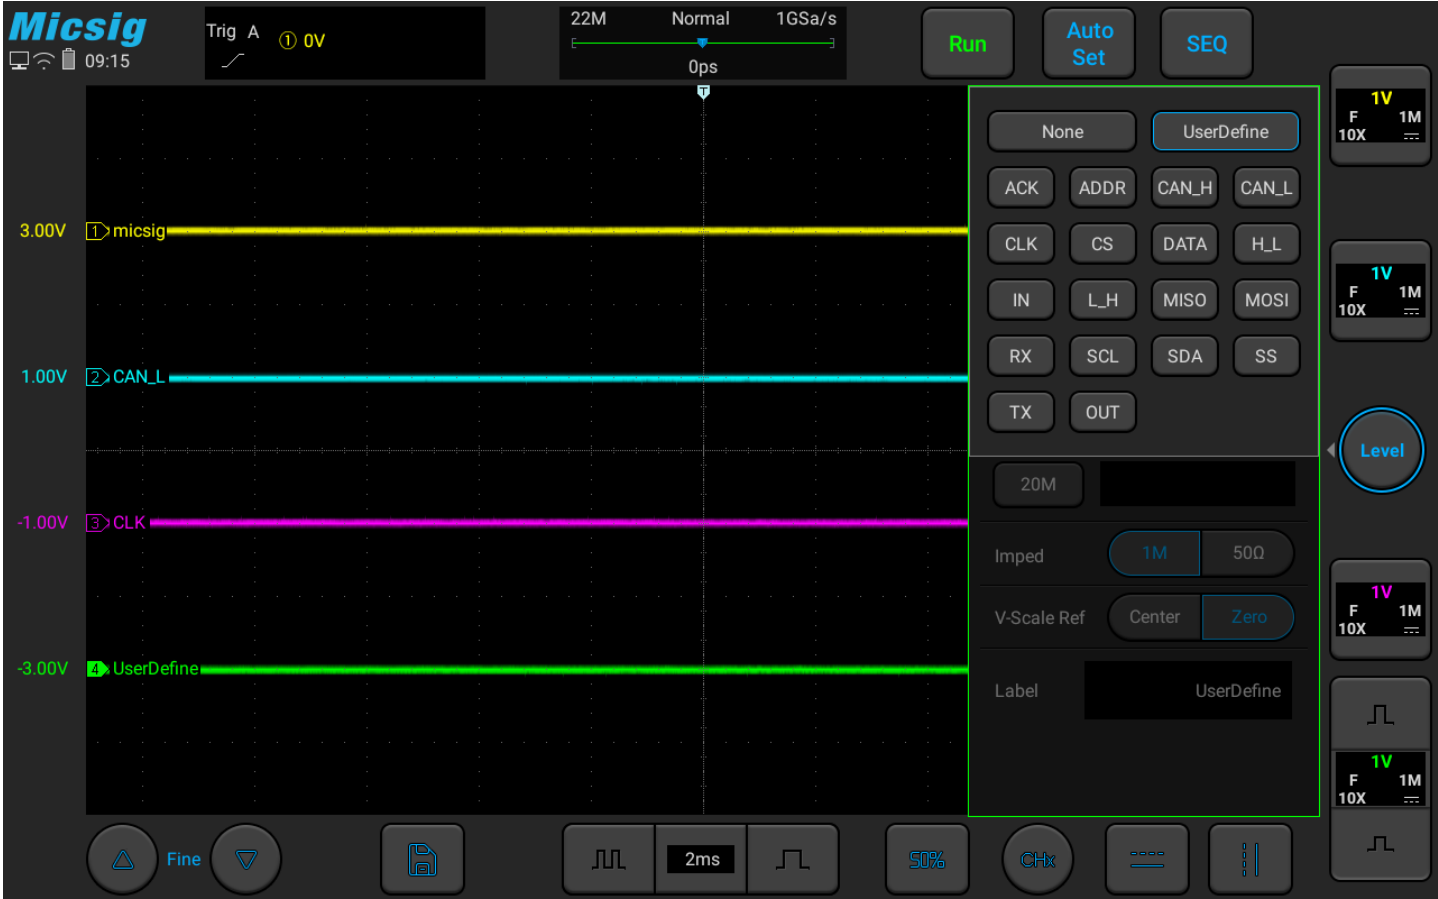 Micsig
09:15
Trig A ① 0V
22M Normal 1GSa/s
0ps
Run
Auto
Set
SEQ
T
3.00V 1 micsig
1.00V 2 CAN_L
-1.00V 3 CLK
-3.00V 4 UserDefine
None UserDefine
ACK ADDR CAN_H CAN_L
CLK CS DATA H_L
IN L_H MISO MOSI
RX SCL SDA SS
TX OUT
20M
Imped 1M 50Ω
V-Scale Ref Center Zero
Label UserDefine
1V
F 1M
10X
1V
F 1M
10X
Level
1V
F 1M
10X
1V
F 1M
10X
Fine
2ms
50%
CHx